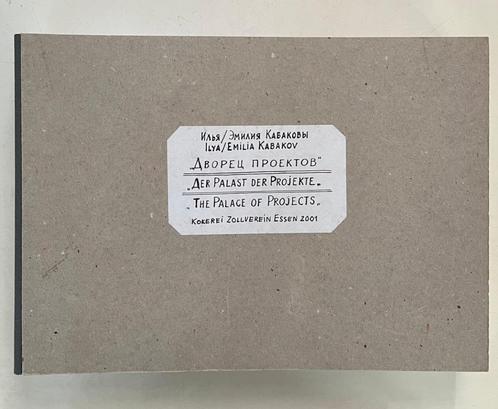 Илья/Эмилия Кабаковы
Ilya/Emilia Kabakov
„Дворец проектов"
„Der Palast der Projekte„
„The Palace of Projects„
Kokerei Zollverein Essen 2001